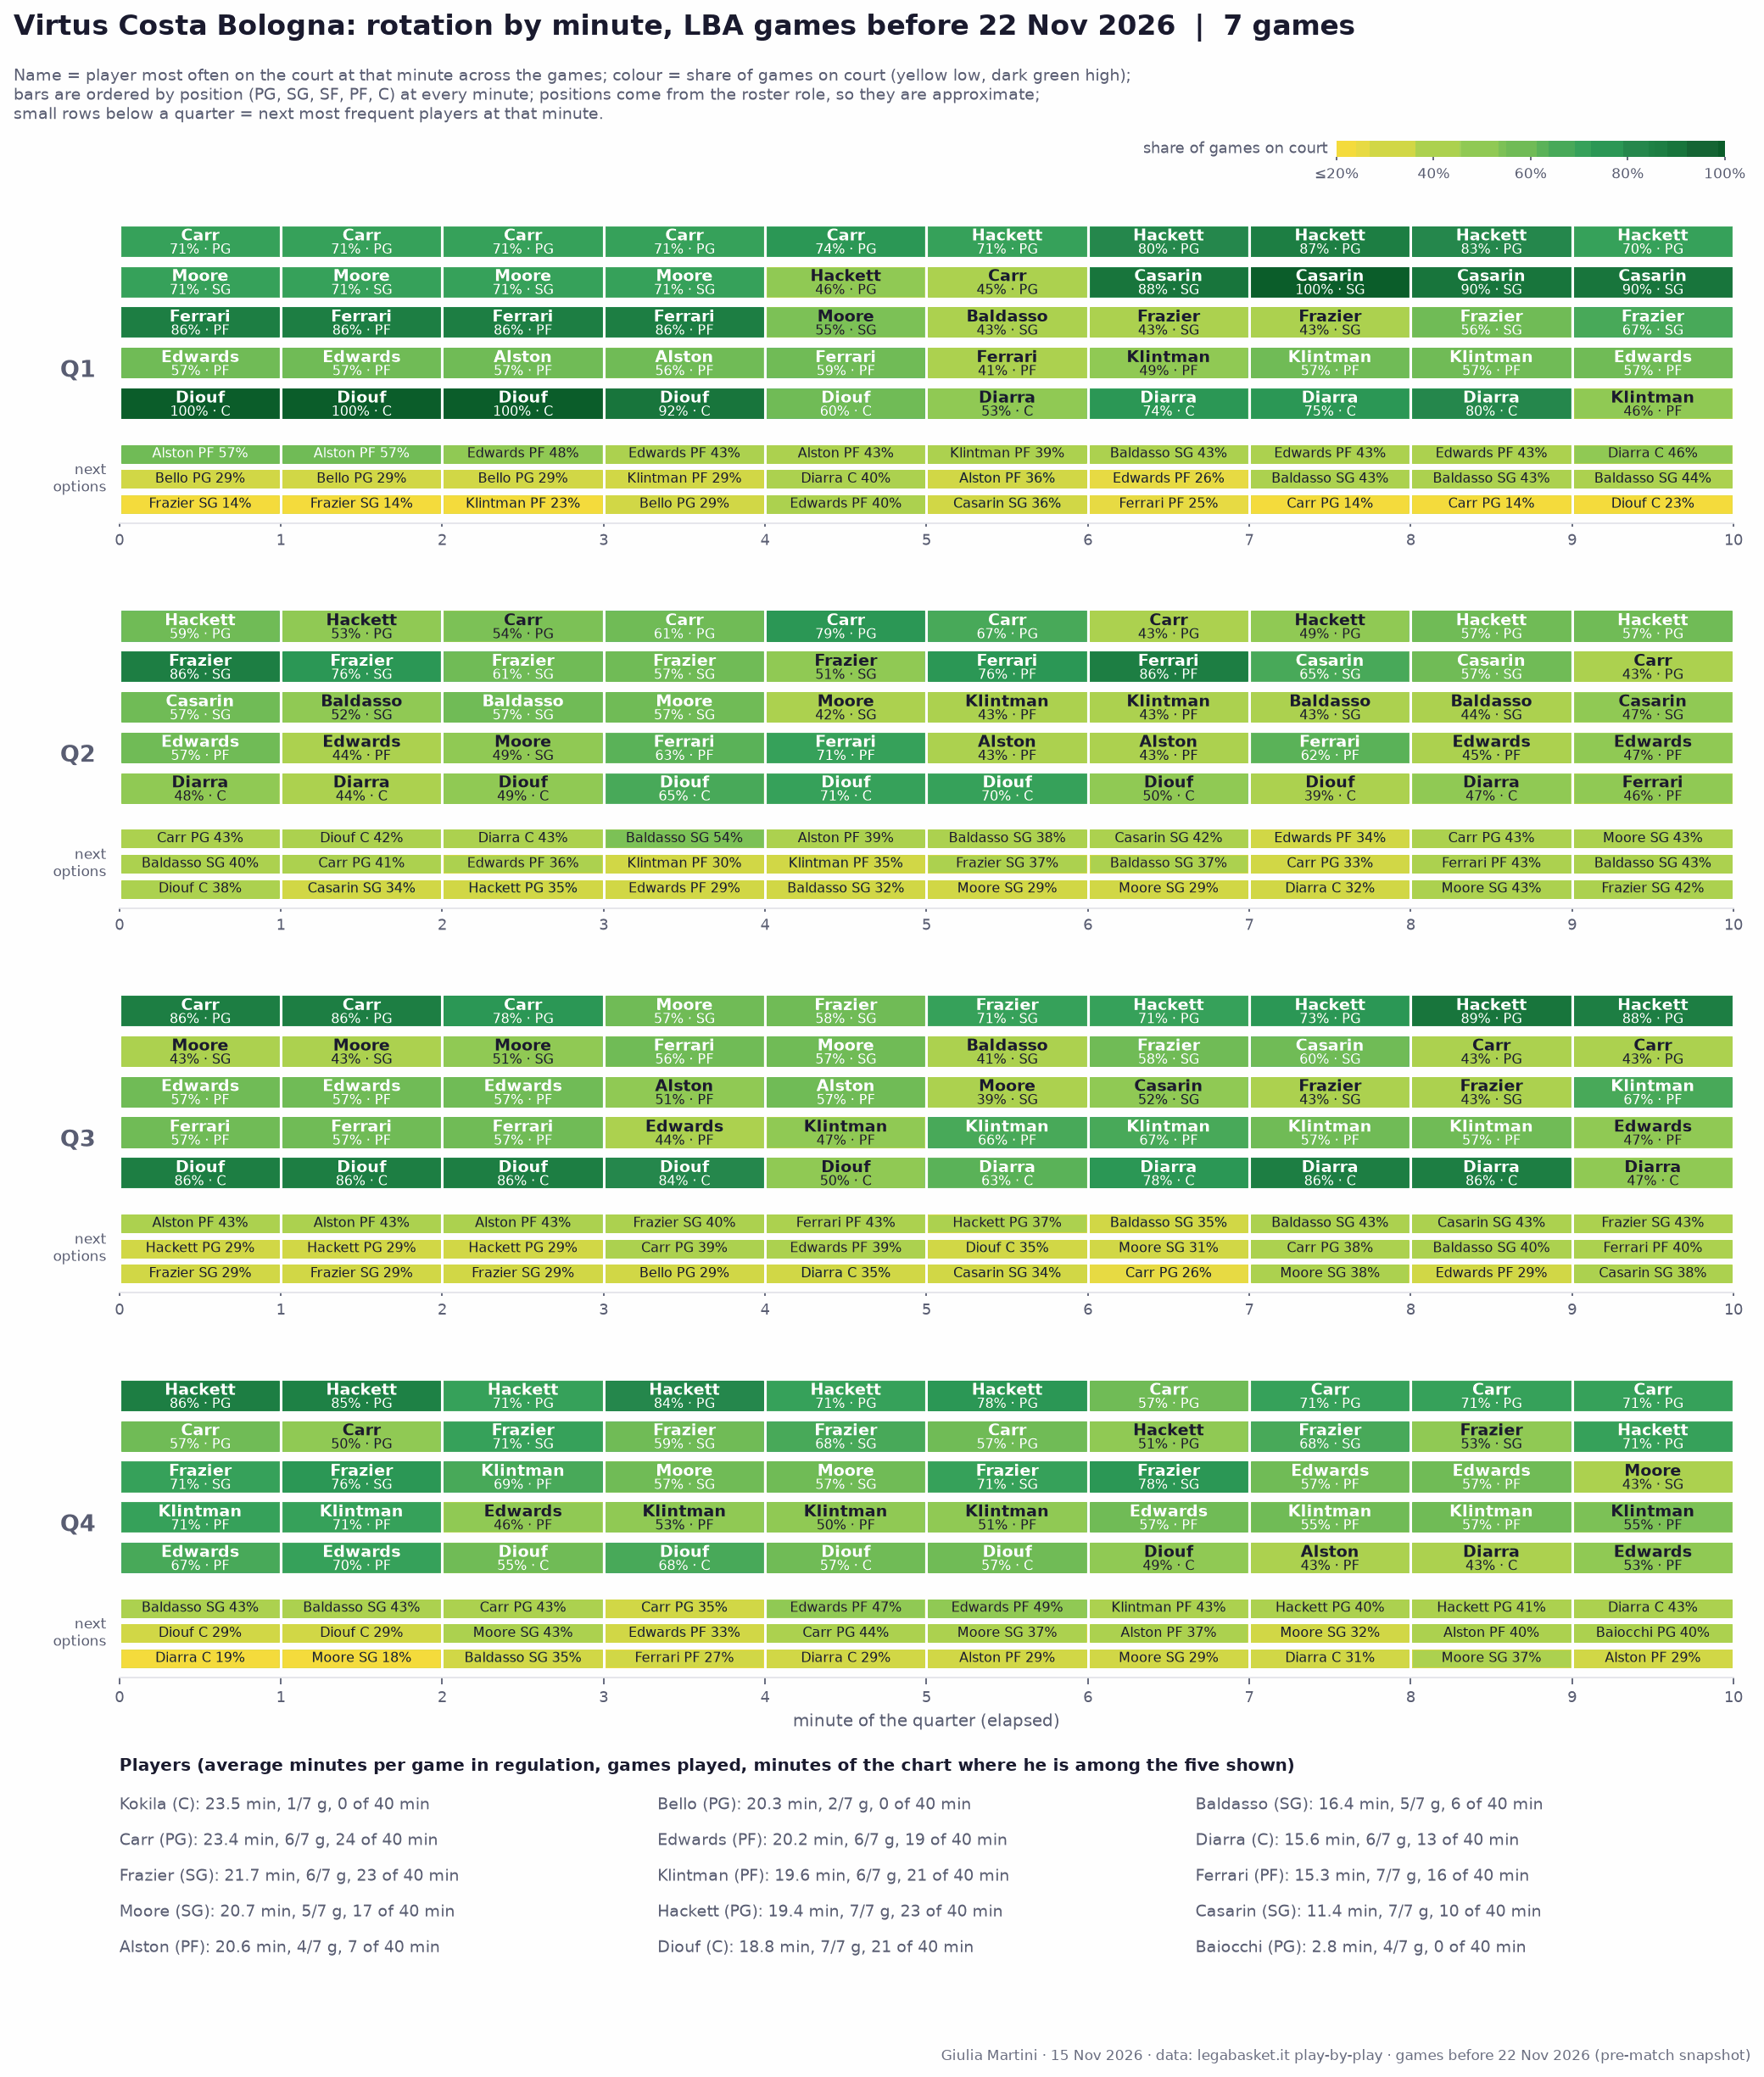 Virtus Costa Bologna: rotation by minute, LBA games before 22 Nov 2026 | 7 games
Name = player most often on the court at that minute across the games; colour = share of games on court (yellow low, dark green high);
bars are ordered by position (PG, SG, SF, PF, C) at every minute; positions come from the roster role, so they are approximate;
small rows below a quarter = next most frequent players at that minute.
share of games on court
≤20% 40% 60% 80% 100%
Carr Carr Carr Carr Carr Hackett Hackett Hackett Hackett Hackett
71% · PG 71% · PG 71% · PG 71% · PG 74% · PG 71% · PG 80% · PG 87% · PG 83% · PG 70% · PG
Moore Moore Moore Moore Hackett Carr Casarin Casarin Casarin Casarin
71% · SG 71% · SG 71% · SG 71% · SG 46% · PG 45% · PG 88% · SG 100% · SG 90% · SG 90% · SG
Ferrari Ferrari Ferrari Ferrari Moore Baldasso Frazier Frazier Frazier Frazier
86% · PF 86% · PF 86% · PF 86% · PF 55% · SG 43% · SG 43% · SG 43% · SG 56% · SG 67% · SG
Q1
Edwards Edwards Alston Alston Ferrari Ferrari Klintman Klintman Klintman Edwards
57% · PF 57% · PF 57% · PF 56% · PF 59% · PF 41% · PF 49% · PF 57% · PF 57% · PF 57% · PF
Diouf Diouf Diouf Diouf Diouf Diarra Diarra Diarra Diarra Klintman
100% · C 100% · C 100% · C 92% · C 60% · C 53% · C 74% · C 75% · C 80% · C 46% · PF
next options
Alston PF 57% Alston PF 57% Edwards PF 48% Edwards PF 43% Alston PF 43% Klintman PF 39% Baldasso SG 43% Edwards PF 43% Edwards PF 43% Diarra C 46%
Bello PG 29% Bello PG 29% Bello PG 29% Klintman PF 29% Diarra C 40% Alston PF 36% Edwards PF 26% Baldasso SG 43% Baldasso SG 43% Baldasso SG 44%
Frazier SG 14% Frazier SG 14% Klintman PF 23% Bello PG 29% Edwards PF 40% Casarin SG 36% Ferrari PF 25% Carr PG 14% Carr PG 14% Diouf C 23%
0 1 2 3 4 5 6 7 8 9 10
Hackett Hackett Carr Carr Carr Carr Carr Hackett Hackett Hackett
59% · PG 53% · PG 54% · PG 61% · PG 79% · PG 67% · PG 43% · PG 49% · PG 57% · PG 57% · PG
Frazier Frazier Frazier Frazier Frazier Ferrari Ferrari Casarin Casarin Carr
86% · SG 76% · SG 61% · SG 57% · SG 51% · SG 76% · PF 86% · PF 65% · SG 57% · SG 43% · PG
Casarin Baldasso Baldasso Moore Moore Klintman Klintman Baldasso Baldasso Casarin
57% · SG 52% · SG 57% · SG 57% · SG 42% · SG 43% · PF 43% · PF 43% · SG 44% · SG 47% · SG
Q2
Edwards Edwards Moore Ferrari Ferrari Alston Alston Ferrari Edwards Edwards
57% · PF 44% · PF 49% · SG 63% · PF 71% · PF 43% · PF 43% · PF 62% · PF 45% · PF 47% · PF
Diarra Diarra Diouf Diouf Diouf Diouf Diouf Diouf Diarra Ferrari
48% · C 44% · C 49% · C 65% · C 71% · C 70% · C 50% · C 39% · C 47% · C 46% · PF
next options
Carr PG 43% Diouf C 42% Diarra C 43% Baldasso SG 54% Alston PF 39% Baldasso SG 38% Casarin SG 42% Edwards PF 34% Carr PG 43% Moore SG 43%
Baldasso SG 40% Carr PG 41% Edwards PF 36% Klintman PF 30% Klintman PF 35% Frazier SG 37% Baldasso SG 37% Carr PG 33% Ferrari PF 43% Baldasso SG 43%
Diouf C 38% Casarin SG 34% Hackett PG 35% Edwards PF 29% Baldasso SG 32% Moore SG 29% Moore SG 29% Diarra C 32% Moore SG 43% Frazier SG 42%
0 1 2 3 4 5 6 7 8 9 10
Carr Carr Carr Moore Frazier Frazier Hackett Hackett Hackett Hackett
86% · PG 86% · PG 78% · PG 57% · SG 58% · SG 71% · SG 71% · PG 73% · PG 89% · PG 88% · PG
Moore Moore Moore Ferrari Moore Baldasso Frazier Casarin Carr Carr
43% · SG 43% · SG 51% · SG 56% · PF 57% · SG 41% · SG 58% · SG 60% · SG 43% · PG 43% · PG
Edwards Edwards Edwards Alston Alston Moore Casarin Frazier Frazier Klintman
57% · PF 57% · PF 57% · PF 51% · PF 57% · PF 39% · SG 52% · SG 43% · SG 43% · SG 67% · PF
Q3
Ferrari Ferrari Ferrari Edwards Klintman Klintman Klintman Klintman Klintman Edwards
57% · PF 57% · PF 57% · PF 44% · PF 47% · PF 66% · PF 67% · PF 57% · PF 57% · PF 47% · PF
Diouf Diouf Diouf Diouf Diouf Diarra Diarra Diarra Diarra Diarra
86% · C 86% · C 86% · C 84% · C 50% · C 63% · C 78% · C 86% · C 86% · C 47% · C
next options
Alston PF 43% Alston PF 43% Alston PF 43% Frazier SG 40% Ferrari PF 43% Hackett PG 37% Baldasso SG 35% Baldasso SG 43% Casarin SG 43% Frazier SG 43%
Hackett PG 29% Hackett PG 29% Hackett PG 29% Carr PG 39% Edwards PF 39% Diouf C 35% Moore SG 31% Carr PG 38% Baldasso SG 40% Ferrari PF 40%
Frazier SG 29% Frazier SG 29% Frazier SG 29% Bello PG 29% Diarra C 35% Casarin SG 34% Carr PG 26% Moore SG 38% Edwards PF 29% Casarin SG 38%
0 1 2 3 4 5 6 7 8 9 10
Hackett Hackett Hackett Hackett Hackett Hackett Carr Carr Carr Carr
86% · PG 85% · PG 71% · PG 84% · PG 71% · PG 78% · PG 57% · PG 71% · PG 71% · PG 71% · PG
Carr Carr Frazier Frazier Frazier Carr Hackett Frazier Frazier Hackett
57% · PG 50% · PG 71% · SG 59% · SG 68% · SG 57% · PG 51% · PG 68% · SG 53% · SG 71% · PG
Frazier Frazier Klintman Moore Moore Frazier Frazier Edwards Edwards Moore
71% · SG 76% · SG 69% · PF 57% · SG 57% · SG 71% · SG 78% · SG 57% · PF 57% · PF 43% · SG
Q4
Klintman Klintman Edwards Klintman Klintman Klintman Edwards Klintman Klintman Klintman
71% · PF 71% · PF 46% · PF 53% · PF 50% · PF 51% · PF 57% · PF 55% · PF 57% · PF 55% · PF
Edwards Edwards Diouf Diouf Diouf Diouf Diouf Alston Diarra Edwards
67% · PF 70% · PF 55% · C 68% · C 57% · C 57% · C 49% · C 43% · PF 43% · C 53% · PF
next options
Baldasso SG 43% Baldasso SG 43% Carr PG 43% Carr PG 35% Edwards PF 47% Edwards PF 49% Klintman PF 43% Hackett PG 40% Hackett PG 41% Diarra C 43%
Diouf C 29% Diouf C 29% Moore SG 43% Edwards PF 33% Carr PG 44% Moore SG 37% Alston PF 37% Moore SG 32% Alston PF 40% Baiocchi PG 40%
Diarra C 19% Moore SG 18% Baldasso SG 35% Ferrari PF 27% Diarra C 29% Alston PF 29% Moore SG 29% Diarra C 31% Moore SG 37% Alston PF 29%
0 1 2 3 4 5 6 7 8 9 10
minute of the quarter (elapsed)
Players (average minutes per game in regulation, games played, minutes of the chart where he is among the five shown)
Kokila (C): 23.5 min, 1/7 g, 0 of 40 min
Carr (PG): 23.4 min, 6/7 g, 24 of 40 min
Frazier (SG): 21.7 min, 6/7 g, 23 of 40 min
Moore (SG): 20.7 min, 5/7 g, 17 of 40 min
Alston (PF): 20.6 min, 4/7 g, 7 of 40 min
Bello (PG): 20.3 min, 2/7 g, 0 of 40 min
Edwards (PF): 20.2 min, 6/7 g, 19 of 40 min
Klintman (PF): 19.6 min, 6/7 g, 21 of 40 min
Hackett (PG): 19.4 min, 7/7 g, 23 of 40 min
Diouf (C): 18.8 min, 7/7 g, 21 of 40 min
Baldasso (SG): 16.4 min, 5/7 g, 6 of 40 min
Diarra (C): 15.6 min, 6/7 g, 13 of 40 min
Ferrari (PF): 15.3 min, 7/7 g, 16 of 40 min
Casarin (SG): 11.4 min, 7/7 g, 10 of 40 min
Baiocchi (PG): 2.8 min, 4/7 g, 0 of 40 min
Giulia Martini · 15 Nov 2026 · data: legabasket.it play-by-play · games before 22 Nov 2026 (pre-match snapshot)